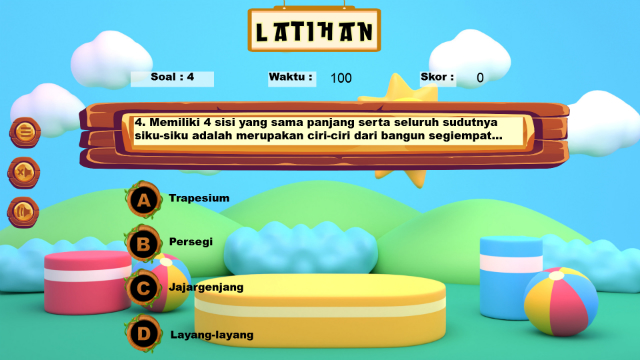 LATIHAN
Soal : 4
Waktu : 100
Skor : 0
4. Memiliki 4 sisi yang sama panjang serta seluruh sudutnya
siku-siku adalah merupakan ciri-ciri dari bangun segiempat...
A Trapesium
B Persegi
C Jajargenjang
D Layang-layang